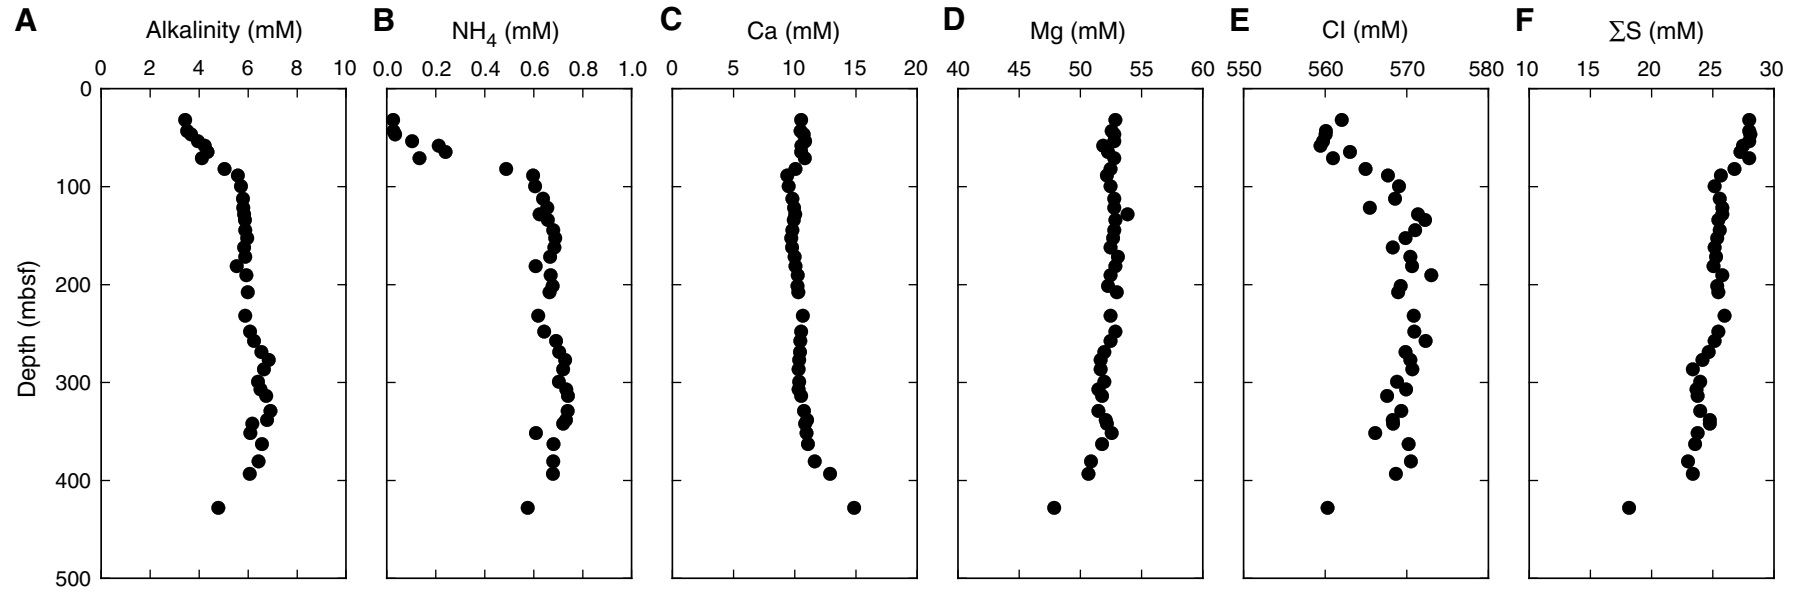 A Alkalinity (mM) B NH4 (mM) C Ca (mM) D Mg (mM) E Cl (mM) F ∑S (mM)
0 2 4 6 8 10 0.0 0.2 0.4 0.6 0.8 1.0 0 5 10 15 20 40 45 50 55 60 550 560 570 580 10 15 20 25 30
0
100
200
300
400
500
Depth (mbsf)